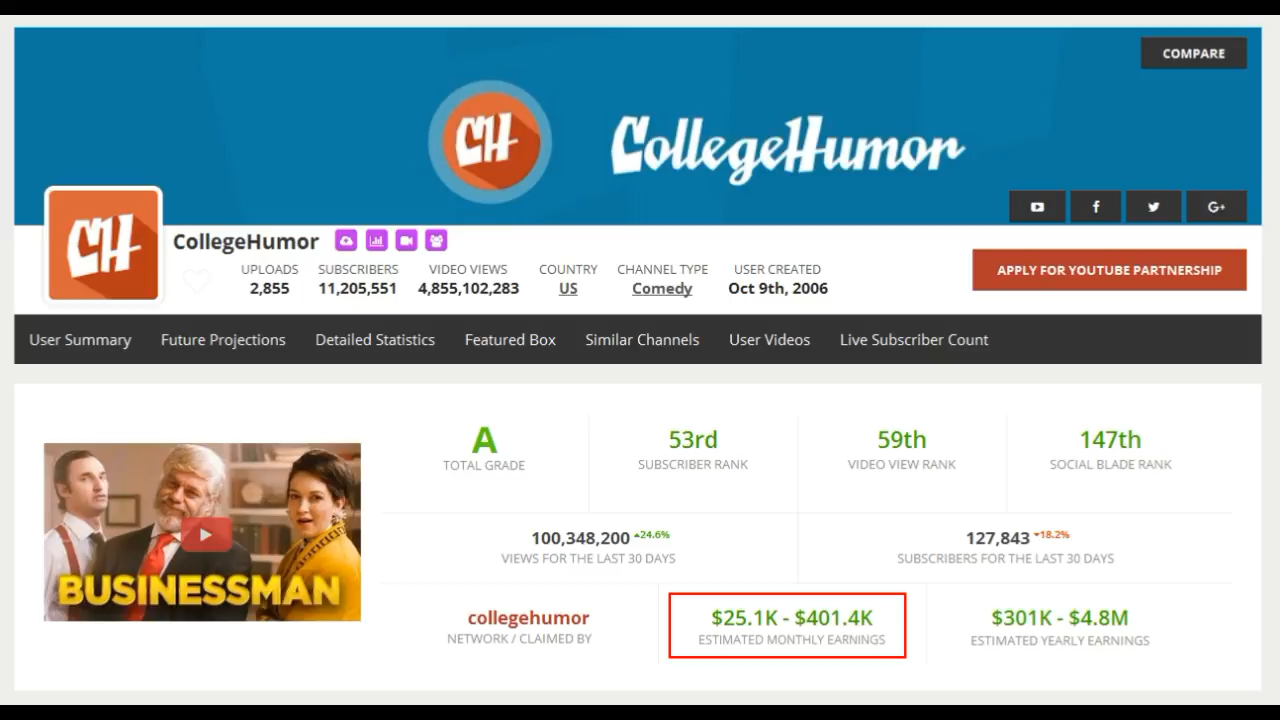 COMPARE
CH CollegeHumor
G+
CH
CollegeHumor
UPLOADS SUBSCRIBERS VIDEO VIEWS COUNTRY CHANNEL TYPE USER CREATED
2,855 11,205,551 4,855,102,283 US Comedy Oct 9th, 2006
APPLY FOR YOUTUBE PARTNERSHIP
User Summary Future Projections Detailed Statistics Featured Box Similar Channels User Videos Live Subscriber Count
A 53rd 59th 147th
TOTAL GRADE SUBSCRIBER RANK VIDEO VIEW RANK SOCIAL BLADE RANK
100,348,200 24.6% 127,843 18.2%
VIEWS FOR THE LAST 30 DAYS SUBSCRIBERS FOR THE LAST 30 DAYS
BUSINESSMAN
collegehumor $25.1K - $401.4K $301K - $4.8M
NETWORK / CLAIMED BY ESTIMATED MONTHLY EARNINGS ESTIMATED YEARLY EARNINGS